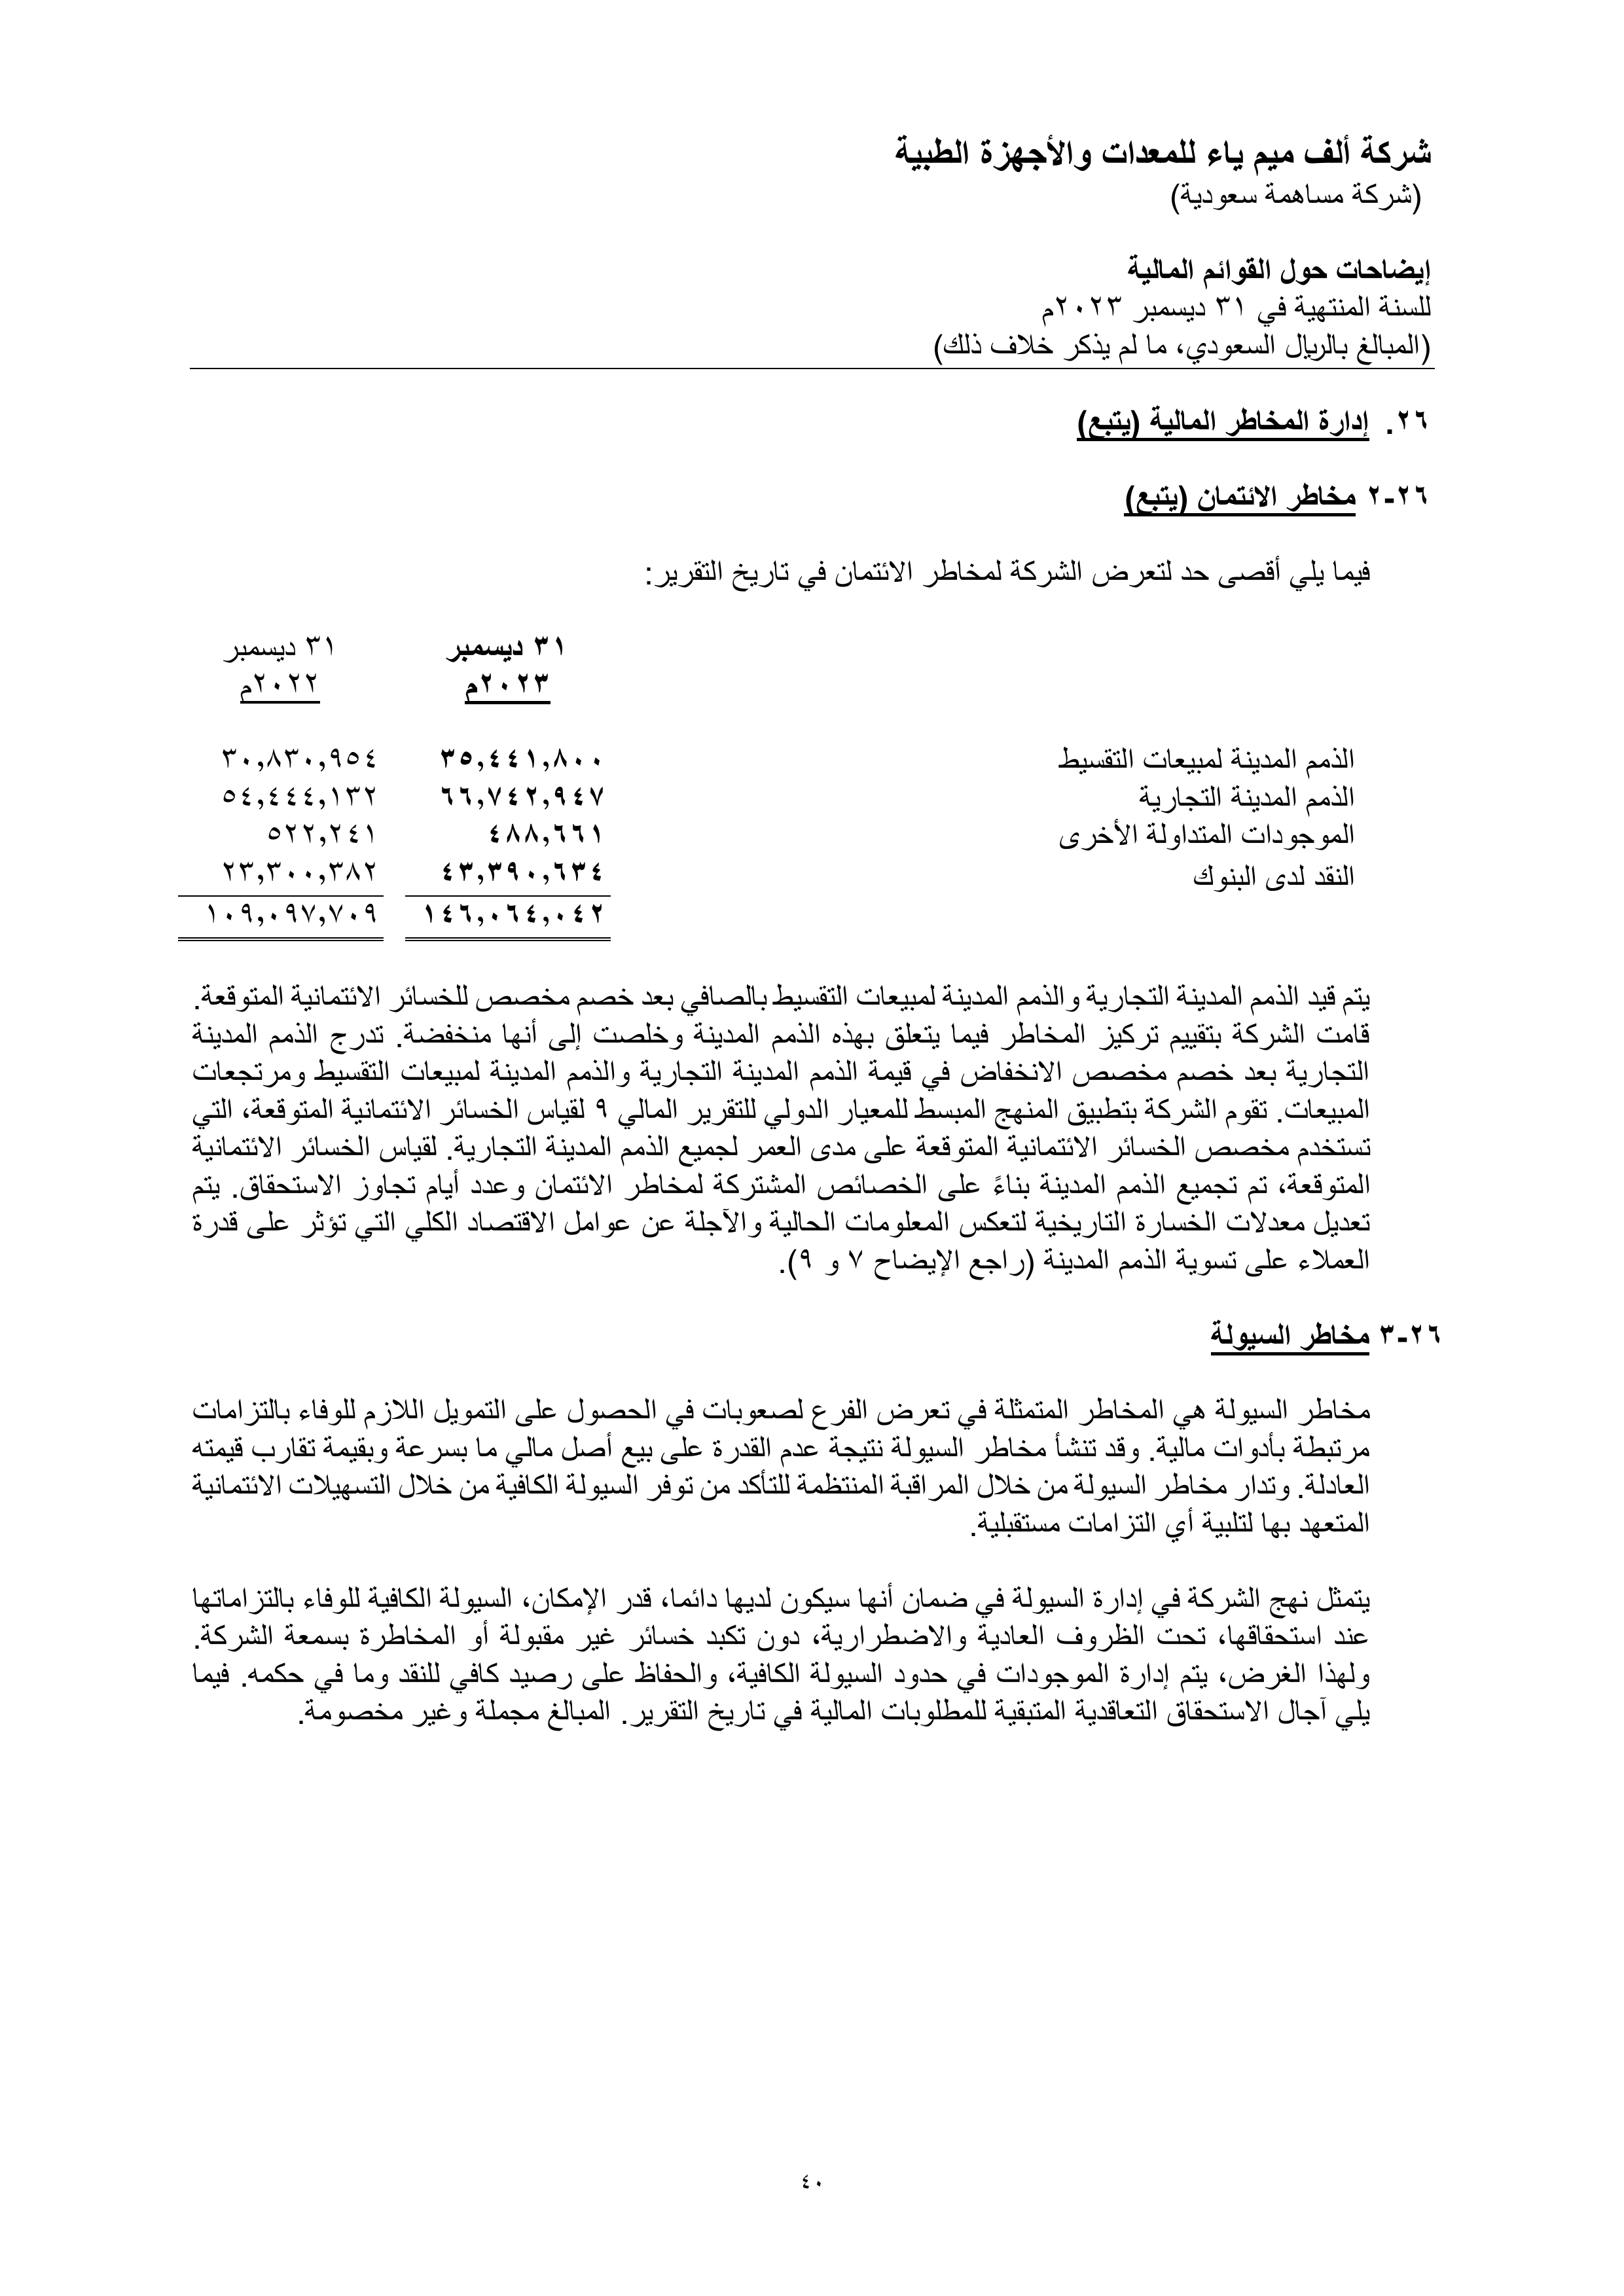 شركة ألف ميم ياء للمعدات والأجهزة الطبية
(شركة مساهمة سعودية)
إيضاحات حول القوائم المالية
للسنة المنتهية في ٣١ ديسمبر ٢٠٢٣م
(المبالغ بالريال السعودي، ما لم يذكر خلاف ذلك)
٢٦. إدارة المخاطر المالية (يتبع)
٢٦-٢ مخاطر الائتمان (يتبع)
فيما يلي أقصى حد لتعرض الشركة لمخاطر الائتمان في تاريخ التقرير:
٣١ ديسمبر ٣١ ديسمبر
٢٠٢٣م ٢٠٢٢م
الذمم المدينة لمبيعات التقسيط ٣٥,٤٤١,٨٠٠ ٣٠,٨٣٠,٩٥٤
الذمم المدينة التجارية ٦٦,٧٤٢,٩٤٧ ٥٤,٤٤٤,١٣٢
الموجودات المتداولة الأخرى ٤٨٨,٦٦١ ٥٢٢,٢٤١
النقد لدى البنوك ٤٣,٣٩٠,٦٣٤ ٢٣,٣٠٠,٣٨٢
١٤٦,٠٦٤,٠٤٢ ١٠٩,٠٩٧,٧٠٩
يتم قيد الذمم المدينة التجارية والذمم المدينة لمبيعات التقسيط بالصافي بعد خصم مخصص للخسائر الائتمانية المتوقعة.
قامت الشركة بتقييم تركيز المخاطر فيما يتعلق بهذه الذمم المدينة وخلصت إلى أنها منخفضة. تدرج الذمم المدينة
التجارية بعد خصم مخصص الانخفاض في قيمة الذمم المدينة التجارية والذمم المدينة لمبيعات التقسيط ومرتجعات
المبيعات. تقوم الشركة بتطبيق المنهج المبسط للمعيار الدولي للتقرير المالي ٩ لقياس الخسائر الائتمانية المتوقعة، التي
تستخدم مخصص الخسائر الائتمانية المتوقعة على مدى العمر لجميع الذمم المدينة التجارية. لقياس الخسائر الائتمانية
المتوقعة، تم تجميع الذمم المدينة بناءً على الخصائص المشتركة لمخاطر الائتمان وعدد أيام تجاوز الاستحقاق. يتم
تعديل معدلات الخسارة التاريخية لتعكس المعلومات الحالية والآجلة عن عوامل الاقتصاد الكلي التي تؤثر على قدرة
العملاء على تسوية الذمم المدينة (راجع الإيضاح ٧ و ٩).
٢٦-٣ مخاطر السيولة
مخاطر السيولة هي المخاطر المتمثلة في تعرض الفرع لصعوبات في الحصول على التمويل اللازم للوفاء بالتزامات
مرتبطة بأدوات مالية. وقد تنشأ مخاطر السيولة نتيجة عدم القدرة على بيع أصل مالي ما بسرعة وبقيمة تقارب قيمته
العادلة. وتدار مخاطر السيولة من خلال المراقبة المنتظمة للتأكد من توفر السيولة الكافية من خلال التسهيلات الائتمانية
المتعهد بها لتلبية أي التزامات مستقبلية.
يتمثل نهج الشركة في إدارة السيولة في ضمان أنها سيكون لديها دائما، قدر الإمكان، السيولة الكافية للوفاء بالتزاماتها
عند استحقاقها، تحت الظروف العادية والاضطرارية، دون تكبد خسائر غير مقبولة أو المخاطرة بسمعة الشركة.
ولهذا الغرض، يتم إدارة الموجودات في حدود السيولة الكافية، والحفاظ على رصيد كافي للنقد وما في حكمه. فيما
يلي آجال الاستحقاق التعاقدية المتبقية للمطلوبات المالية في تاريخ التقرير. المبالغ مجملة وغير مخصومة.
٤٠